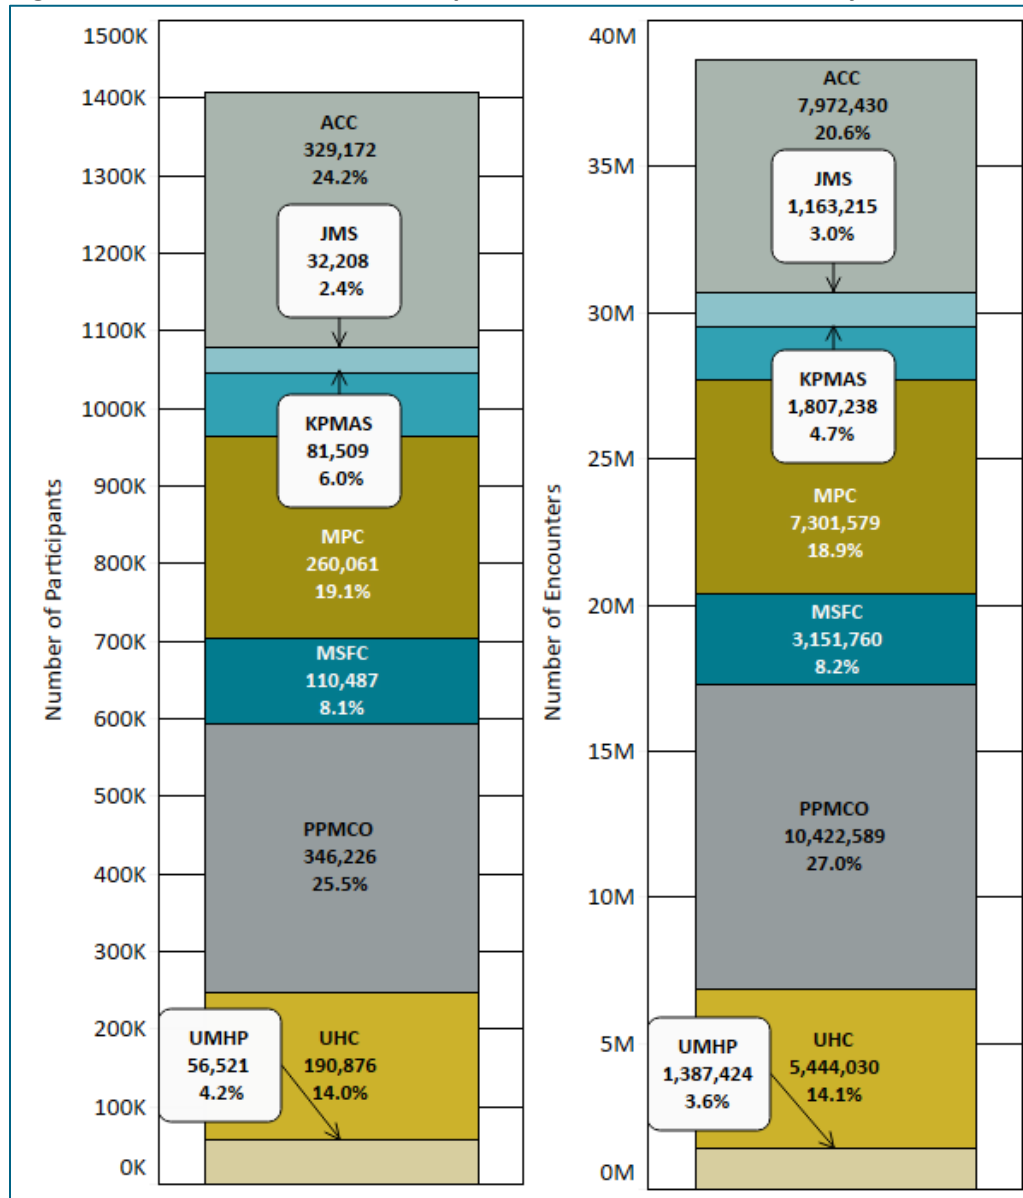 1500K
1400K
1300K
1200K
1100K
1000K
900K
800K
700K
600K
500K
400K
300K
200K
100K
0K
Number of Participants
ACC
329,172
24.2%
JMS
32,208
2.4%
KPMAS
81,509
6.0%
MPC
260,061
19.1%
MSFC
110,487
8.1%
PPMCO
346,226
25.5%
UHC
190,876
14.0%
UMHP
56,521
4.2%
40M
35M
30M
25M
20M
15M
10M
5M
0M
Number of Encounters
ACC
7,972,430
20.6%
JMS
1,163,215
3.0%
KPMAS
1,807,238
4.7%
MPC
7,301,579
18.9%
MSFC
3,151,760
8.2%
PPMCO
10,422,589
27.0%
UHC
5,444,030
14.1%
UMHP
1,387,424
3.6%